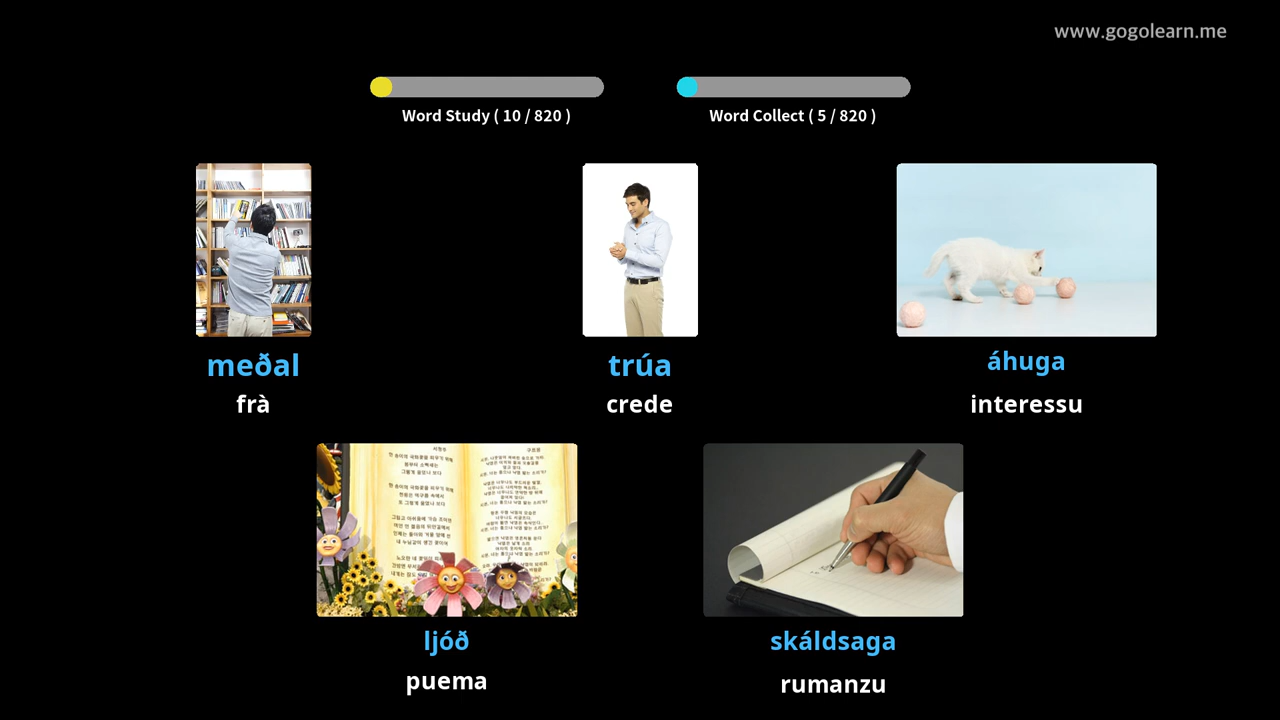 www.gogolearn.me
Word Study ( 10 / 820 )
Word Collect ( 5 / 820 )
meðal
frà
trúa
crede
áhuga
interessu
ljóð
puema
skáldsaga
rumanzu